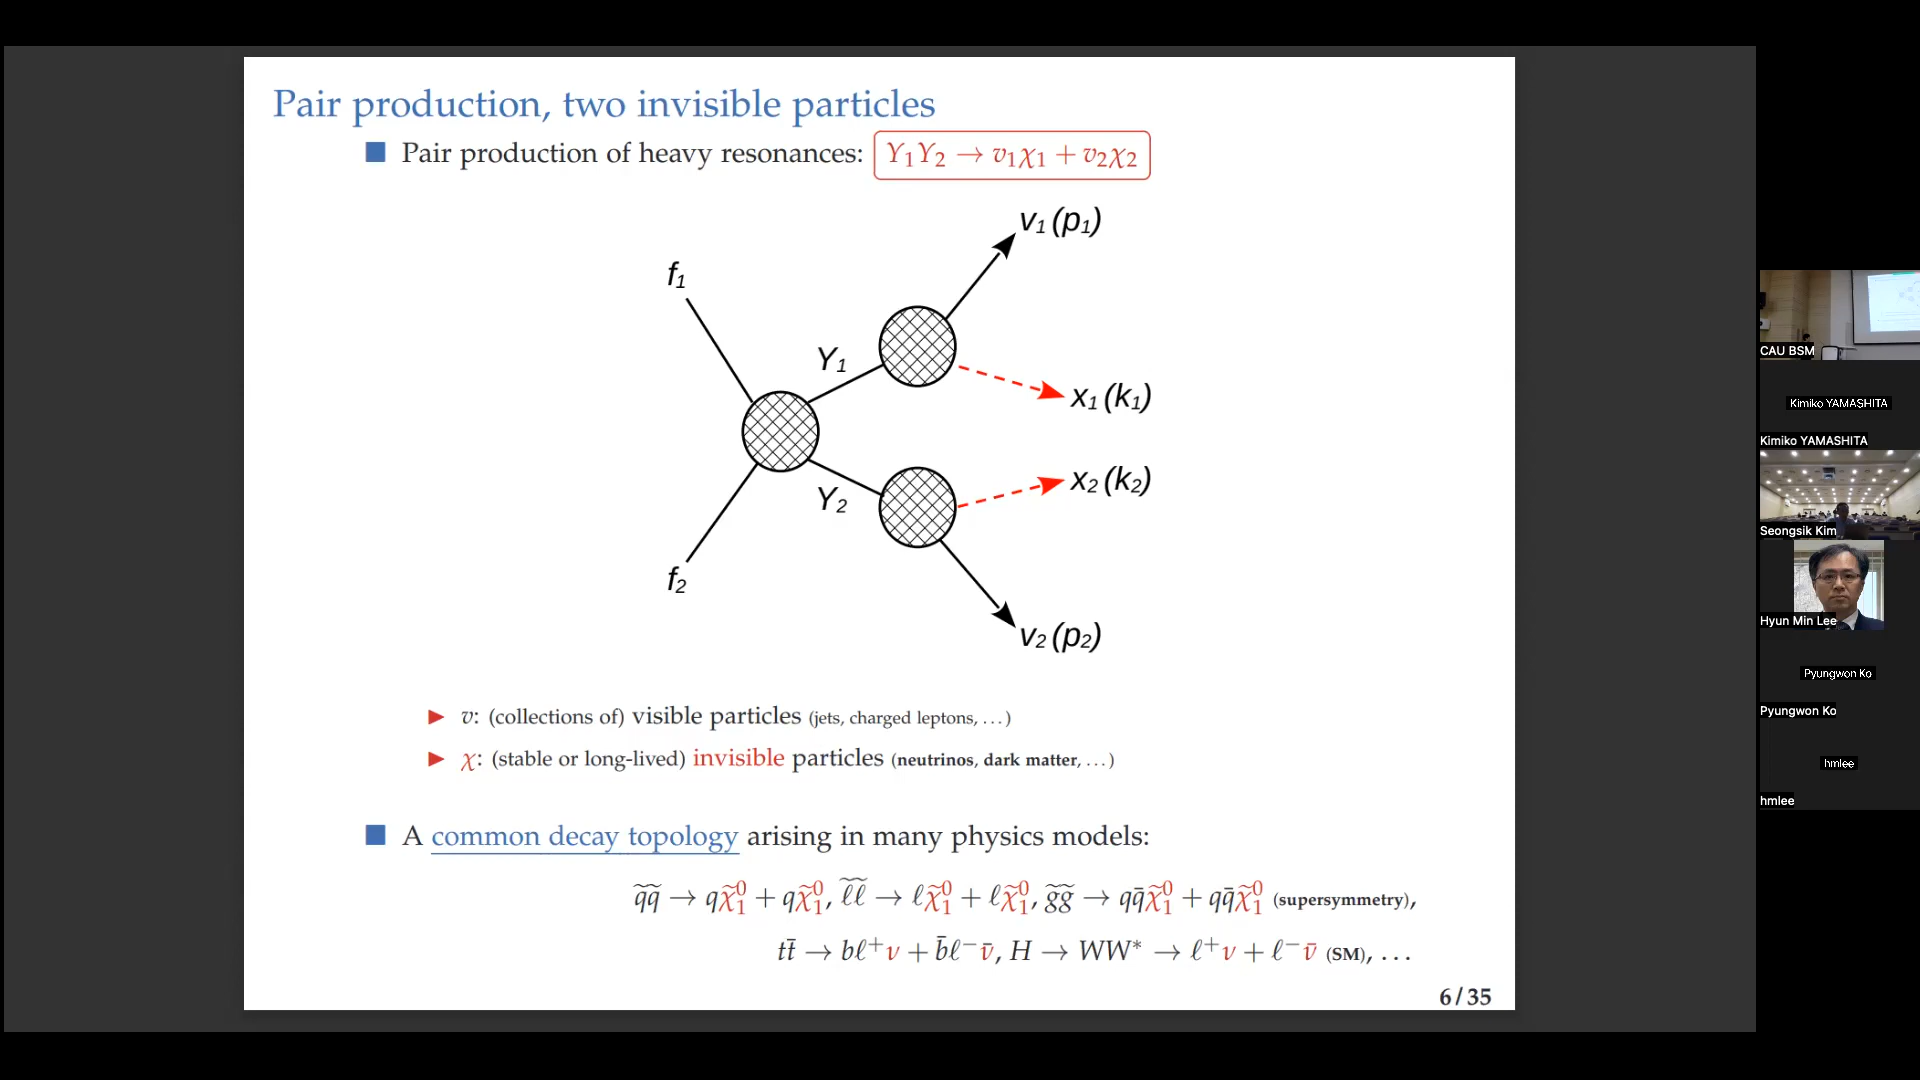 Pair production, two invisible particles
Pair production of heavy resonances: Y₁Y₂ → v₁χ₁ + v₂χ₂
v₁ (p₁)
f₁
Y₁
x₁ (k₁)
x₂ (k₂)
Y₂
f₂
v₂ (p₂)
v: (collections of) visible particles (jets, charged leptons, ...)
χ: (stable or long-lived) invisible particles (neutrinos, dark matter, ...)
A common decay topology arising in many physics models:
q̃q̃ → qχ̃₁⁰ + qχ̃₁⁰, ℓ̃ℓ̃ → ℓχ̃₁⁰ + ℓχ̃₁⁰, g̃g̃ → qq̄χ̃₁⁰ + qq̄χ̃₁⁰ (supersymmetry),
tt̄ → bℓ⁺ν + b̄ℓ⁻ν̄, H → WW* → ℓ⁺ν + ℓ⁻ν̄ (SM), ...
6 / 35
CAU BSM
Kimiko YAMASHITA
Kimiko YAMASHITA
Seongsik Kim
Hyun Min Lee
Pyungwon Ko
Pyungwon Ko
hmlee
hmlee